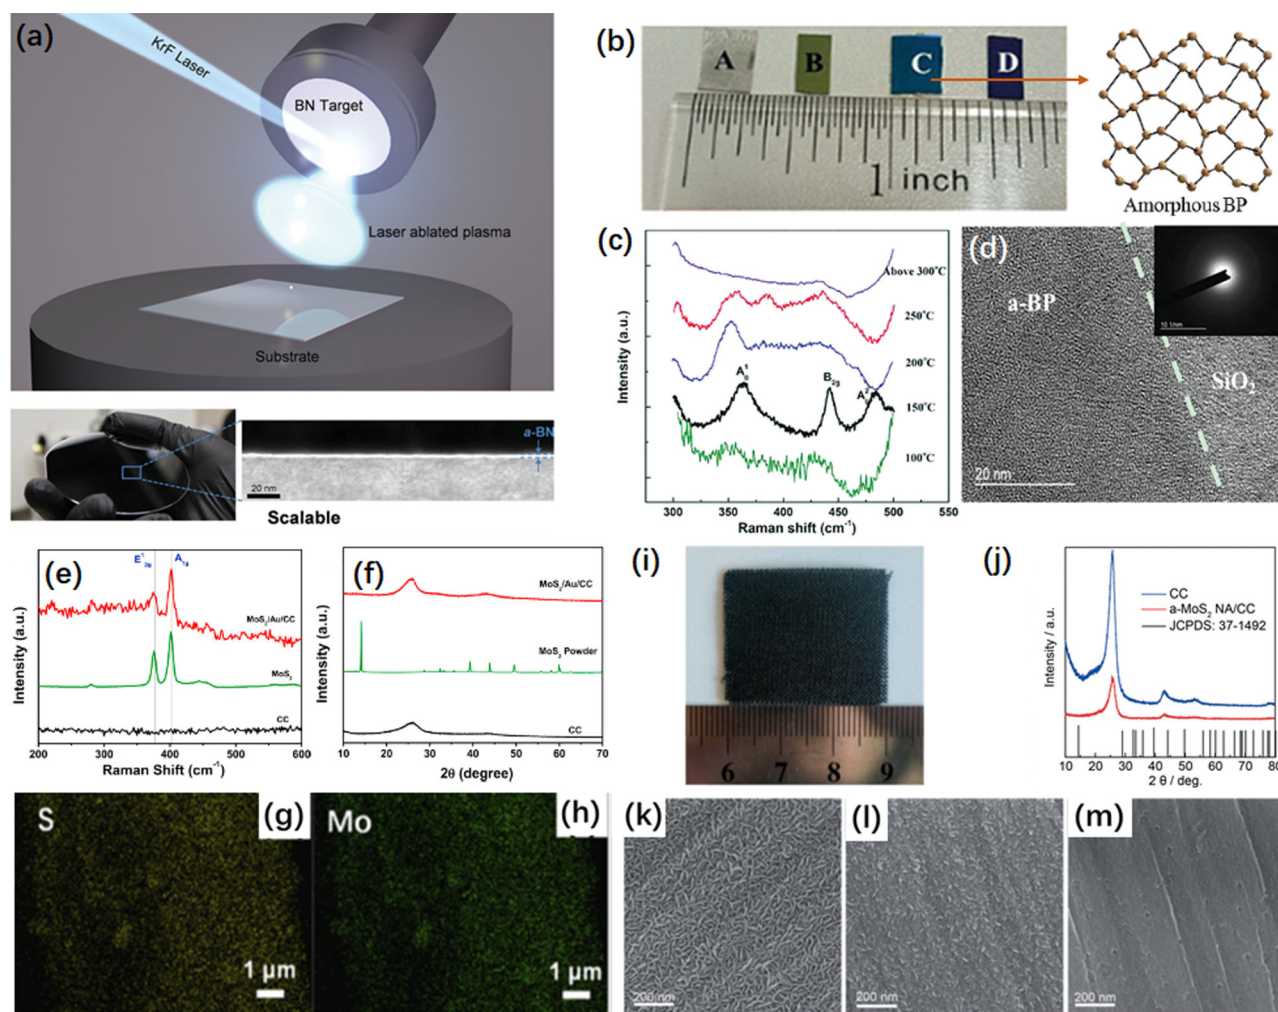 (a)
KrF Laser
BN Target
Laser ablated plasma
Substrate
a-BN
20 nm
Scalable
(b)
A
B
C
D
1 inch
Amorphous BP
(c)
Above 300°C
250°C
200°C
150°C
100°C
B₂g
Intensity (a.u.)
300
350
400
450
500
550
Raman shift (cm⁻¹)
(d)
a-BP
SiO₂
20 nm
(e)
E¹₂g
A₁g
MoS₂/Au/CC
MoS₂
CC
Intensity (a.u.)
200
300
400
500
600
Raman Shift (cm⁻¹)
(f)
MoS₂/Au/CC
MoS₂ Powder
CC
Intensity (a.u.)
10
20
30
40
50
60
70
2θ (degree)
(i)
6
7
8
9
(j)
CC
a-MoS₂ NA/CC
JCPDS: 37-1492
Intensity / a.u.
10
20
30
40
50
60
70
80
2 θ / deg.
S
(g)
1 μm
Mo
(h)
1 μm
(k)
200 nm
(l)
200 nm
(m)
200 nm